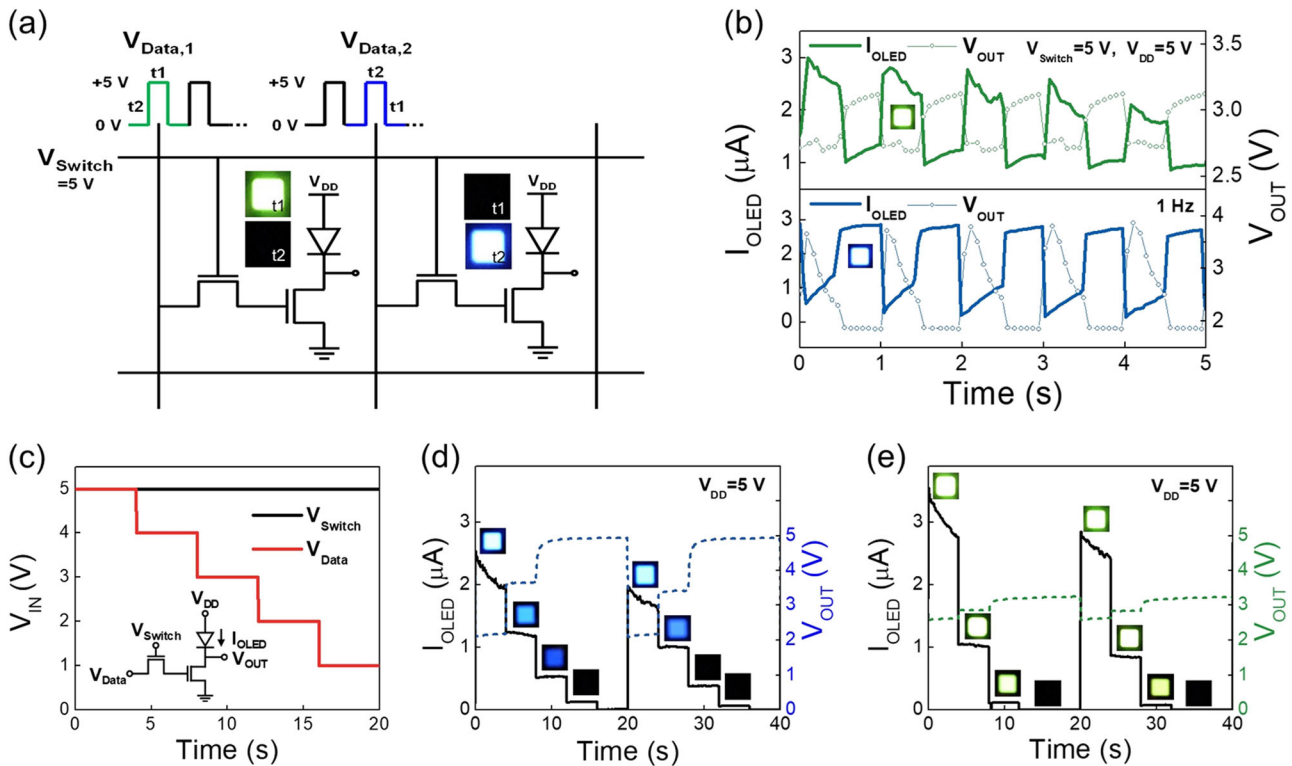 (a)
V_Data,1
V_Data,2
t1
t2
+5 V
+5 V
t2
t1
0 V
0 V
V_Switch
=5 V
V_DD
V_DD
t1
t1
t2
t2
(b)
I_OLED
V_OUT
V_Switch=5 V, V_DD=5 V
3
2
1
3.5
3.0
2.5
I_OLED
V_OUT
1 Hz
3
2
1
0
4
3
2
I_OLED (μA)
V_OUT (V)
0 1 2 3 4 5
Time (s)
(c)
5
4
3
2
1
0
V_IN (V)
V_Switch
V_Data
V_DD
V_Switch
I_OLED
V_OUT
V_Data
0 5 10 15 20
Time (s)
(d)
V_DD=5 V
3
2
1
0
I_OLED (μA)
5
4
3
2
1
0
V_OUT (V)
0 10 20 30 40
Time (s)
(e)
V_DD=5 V
3
2
1
0
I_OLED (μA)
5
4
3
2
1
0
V_OUT (V)
0 10 20 30 40
Time (s)